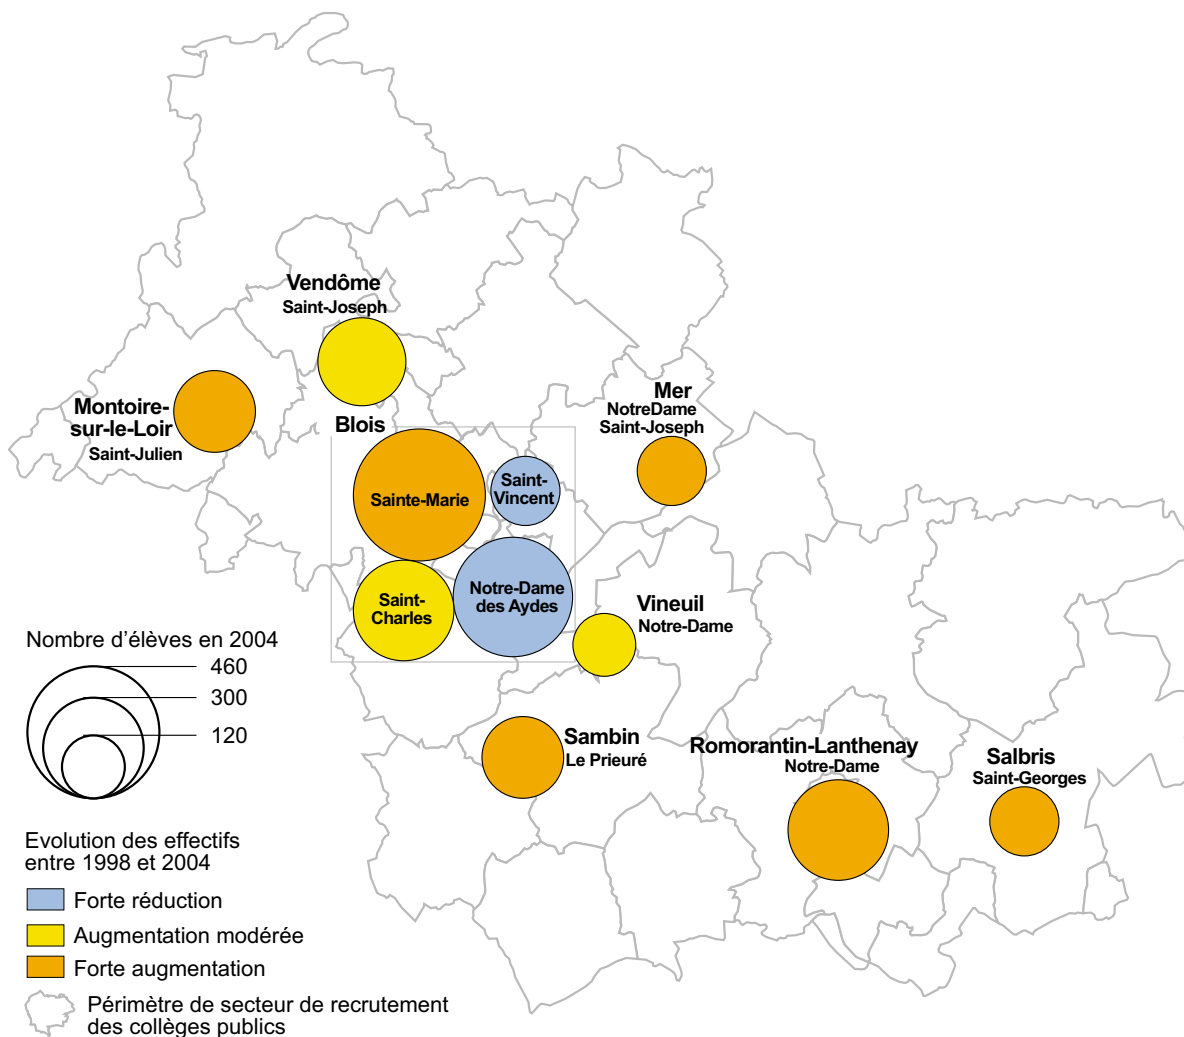 Vendôme
Saint-Joseph
Montoire-
sur-le-Loir
Saint-Julien
Blois
Sainte-Marie
Saint-
Vincent
Saint-
Charles
Notre-Dame
des Aydes
Mer
NotreDame
Saint-Joseph
Vineuil
Notre-Dame
Sambin
Le Prieuré
Romorantin-Lanthenay
Notre-Dame
Salbris
Saint-Georges
Nombre d'élèves en 2004
460
300
120
Evolution des effectifs
entre 1998 et 2004
Forte réduction
Augmentation modérée
Forte augmentation
Périmètre de secteur de recrutement
des collèges publics